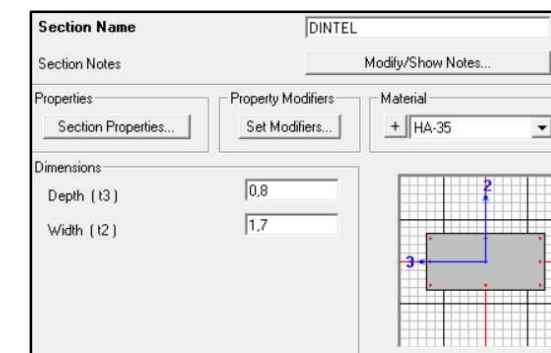 Section Name DINTEL
Section Notes Modify/Show Notes...
Properties Property Modifiers Material
Section Properties... Set Modifiers... + HA-35
Dimensions
Depth ( t3 ) 0,8
Width ( t2 ) 1,7
2
3